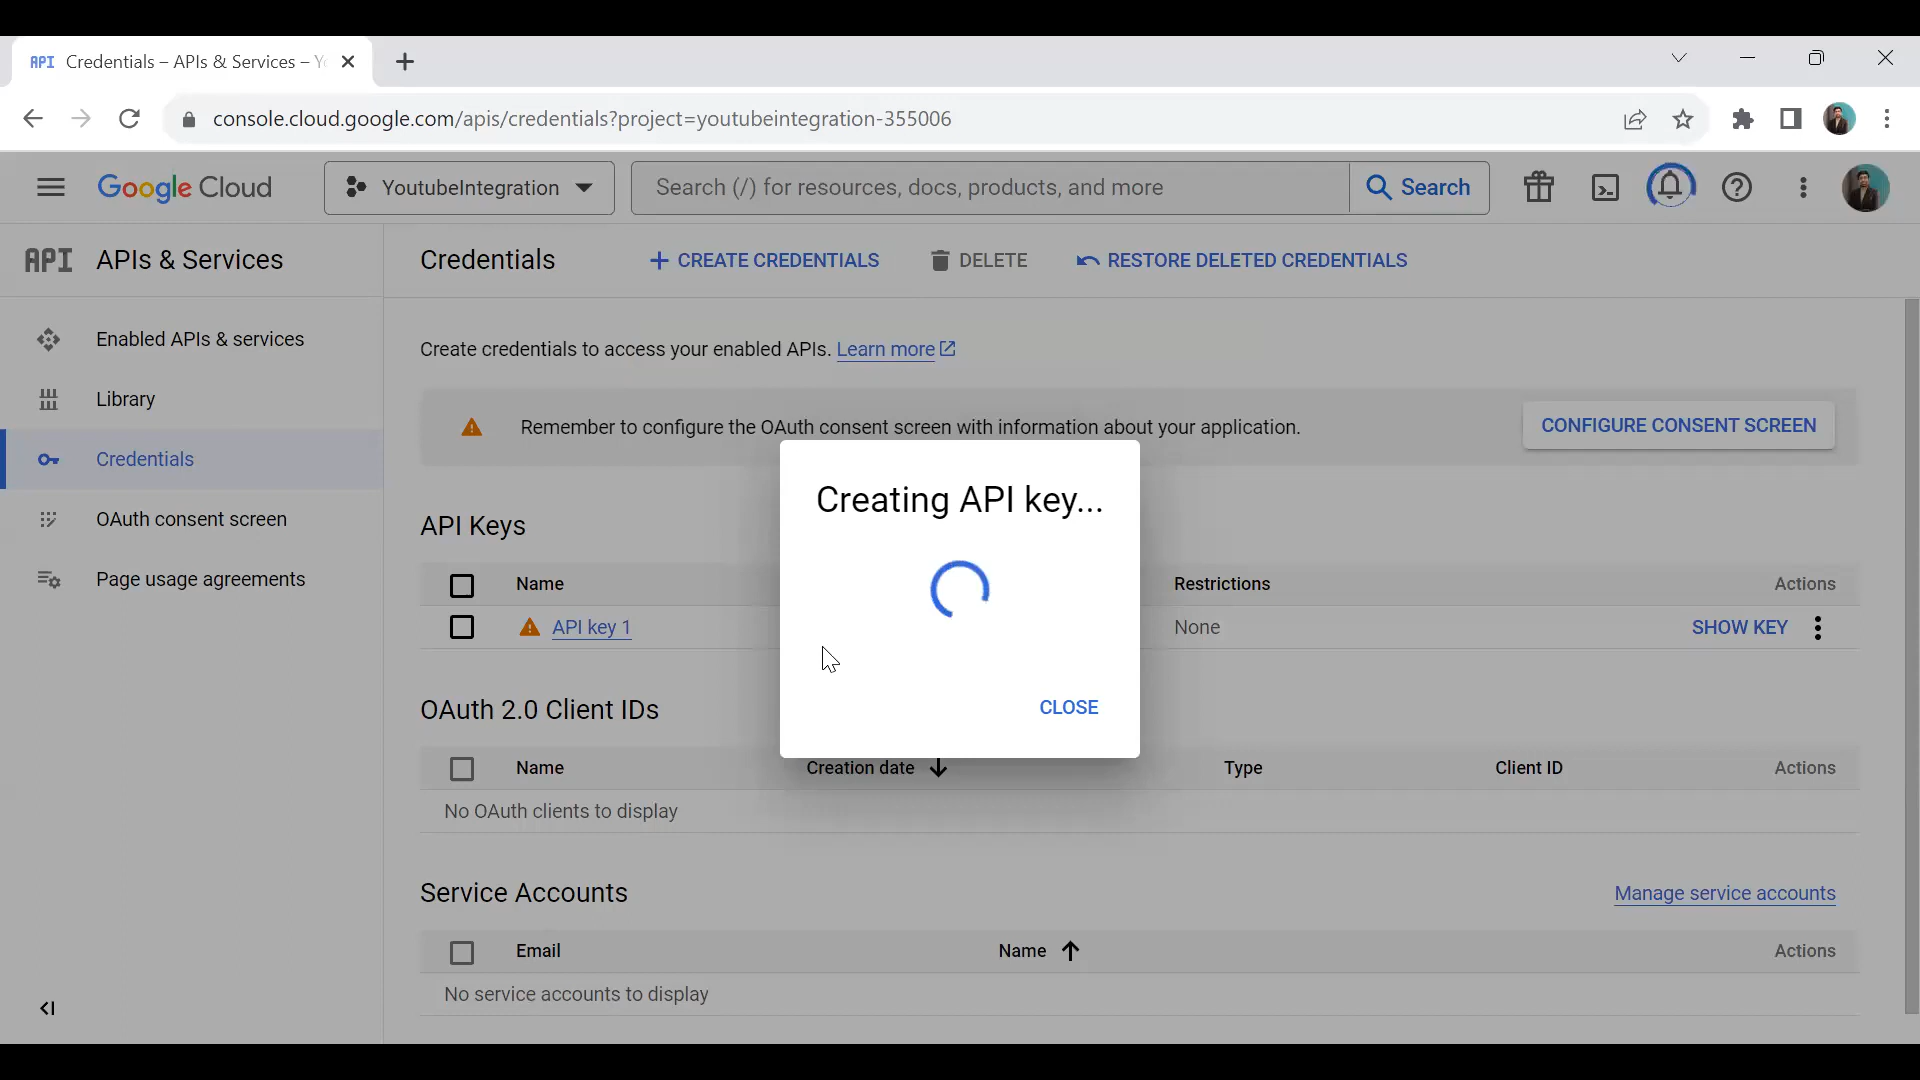 API Credentials – APIs & Services – Yo
console.cloud.google.com/apis/credentials?project=youtubeintegration-355006
Google Cloud
YoutubeIntegration
Search (/) for resources, docs, products, and more
Search
API APIs & Services
Credentials
CREATE CREDENTIALS
DELETE
RESTORE DELETED CREDENTIALS
Enabled APIs & services
Library
Credentials
OAuth consent screen
Page usage agreements
Create credentials to access your enabled APIs. Learn more
Remember to configure the OAuth consent screen with information about your application.
CONFIGURE CONSENT SCREEN
Creating API key...
CLOSE
API Keys
Name Restrictions Actions
API key 1 None SHOW KEY
OAuth 2.0 Client IDs
Name Creation date Type Client ID Actions
No OAuth clients to display
Service Accounts
Manage service accounts
Email Name Actions
No service accounts to display